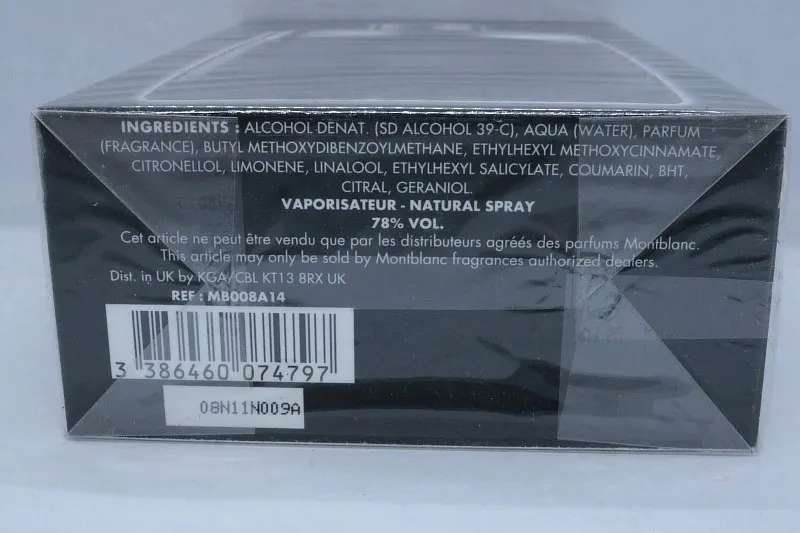 INGREDIENTS : ALCOHOL DENAT. (SD ALCOHOL 39-C), AQUA (WATER), PARFUM
(FRAGRANCE), BUTYL METHOXYDIBENZOYLMETHANE, ETHYLHEXYL METHOXYCINNAMATE,
CITRONELLOL, LIMONENE, LINALOOL, ETHYLHEXYL SALICYLATE, COUMARIN, BHT,
CITRAL, GERANIOL.
VAPORISATEUR - NATURAL SPRAY
78% VOL.
Cet article ne peut être vendu que par les distributeurs agréés des parfums Montblanc.
This article may only be sold by Montblanc fragrances authorized dealers.
Dist. in UK by KGA/CBL KT13 8RX UK
REF : MB008A14
3 386460 074797
08N11N009A